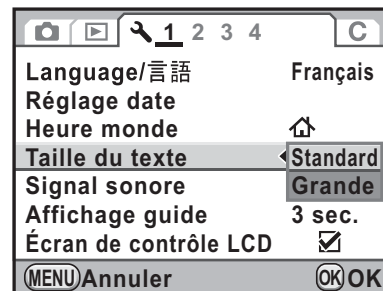 1 2 3 4 C
Language/言語 Français
Réglage date
Heure monde
Taille du texte Standard
Signal sonore Grande
Affichage guide 3 sec.
Écran de contrôle LCD
MENU Annuler OK OK